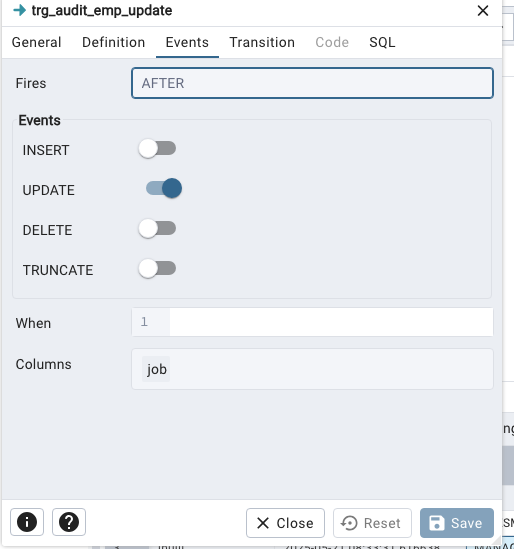 trg_audit_emp_update
General Definition Events Transition Code SQL
Fires AFTER
Events
INSERT
UPDATE
DELETE
TRUNCATE
When 1
Columns job
Close Reset Save